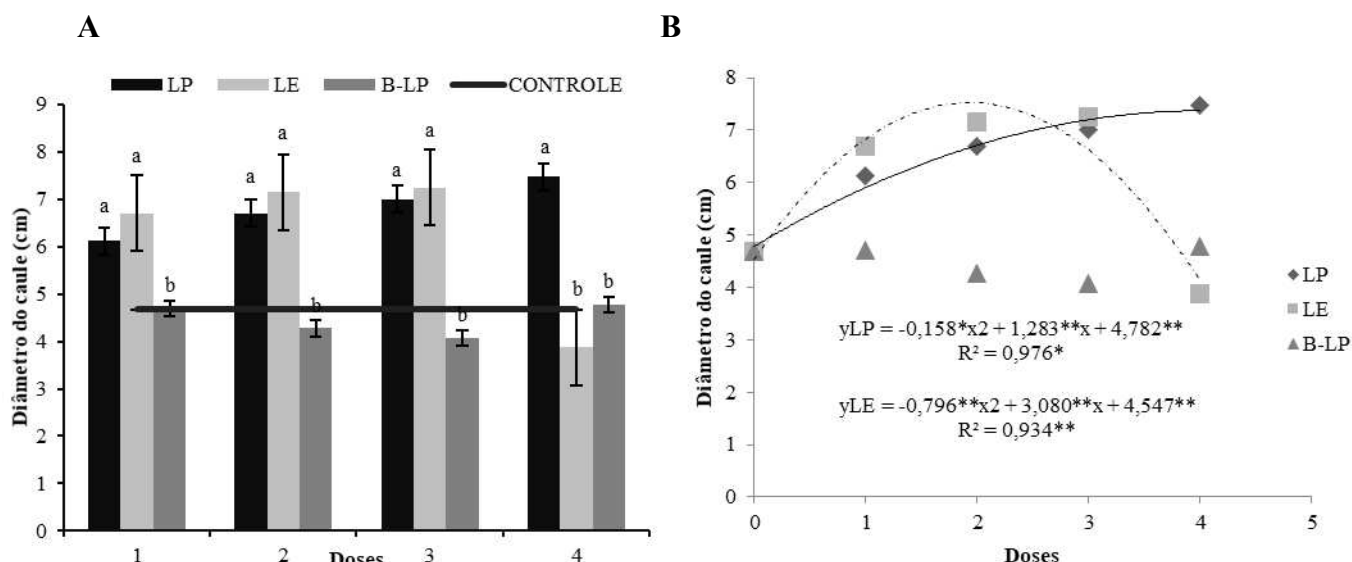 A
LP LE B-LP CONTROLE
Diâmetro do caule (cm)
9
8
7
6
5
4
3
2
1
0
a
a
b
a
a
b
a
a
b
a
b
b
1 2 3 4
Doses
B
Diâmetro do caule (cm)
8
7
6
5
4
3
2
1
0
LP
LE
B-LP
yLP = -0,158*x2 + 1,283**x + 4,782**
R² = 0,976*
yLE = -0,796**x2 + 3,080**x + 4,547**
R² = 0,934**
0 1 2 3 4 5
Doses